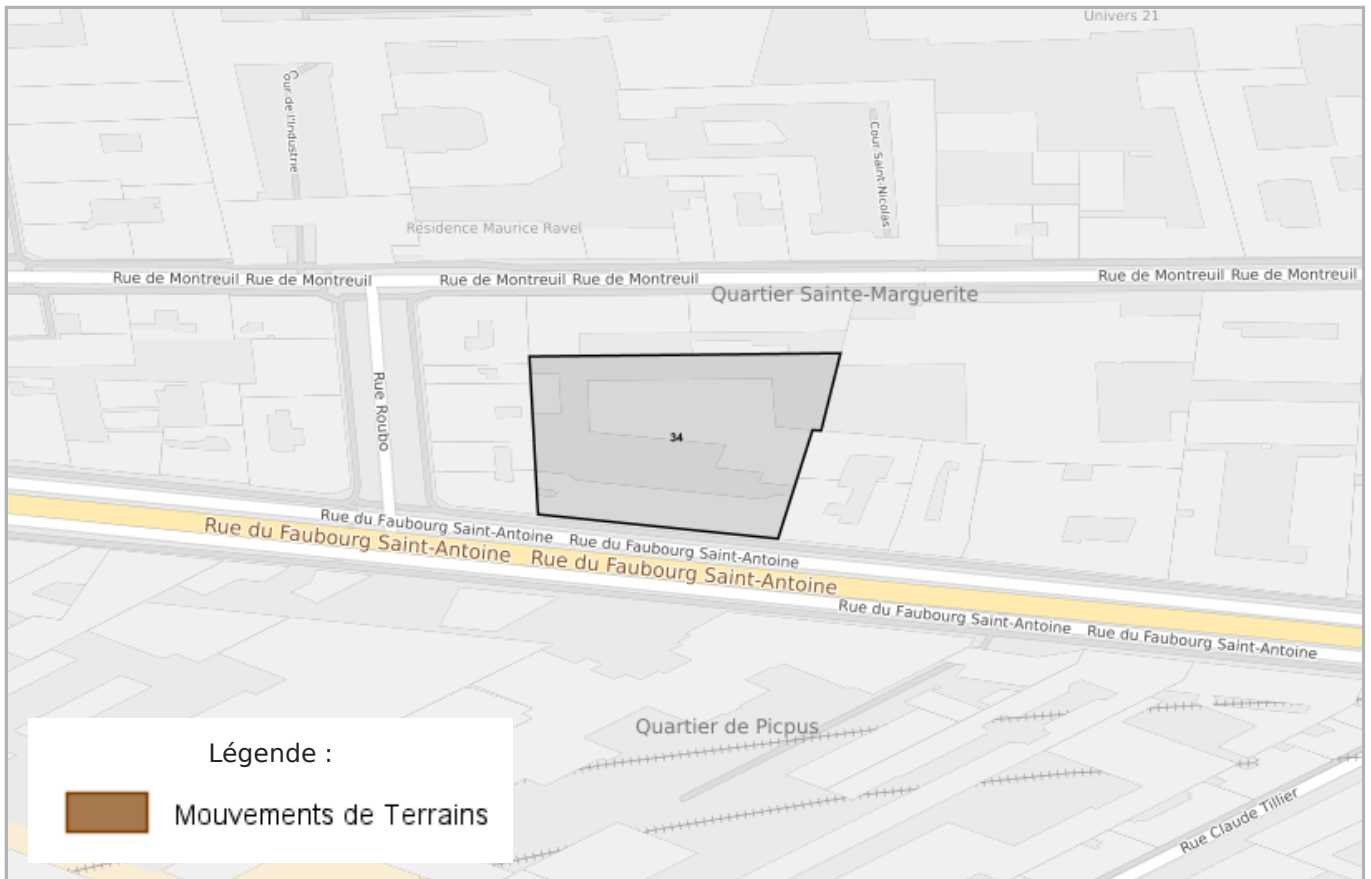 Univers 21
Cour de l'Industrie
Cour Saint-Nicolas
Résidence Maurice Ravel
Rue de Montreuil Rue de Montreuil
Rue de Montreuil Rue de Montreuil
Rue de Montreuil Rue de Montreuil
Quartier Sainte-Marguerite
Rue Roubo
34
Rue du Faubourg Saint-Antoine Rue du Faubourg Saint-Antoine
Rue du Faubourg Saint-Antoine Rue du Faubourg Saint-Antoine
Rue du Faubourg Saint-Antoine Rue du Faubourg Saint-Antoine
Quartier de Picpus
Rue Claude Tillier
Légende :
Mouvements de Terrains